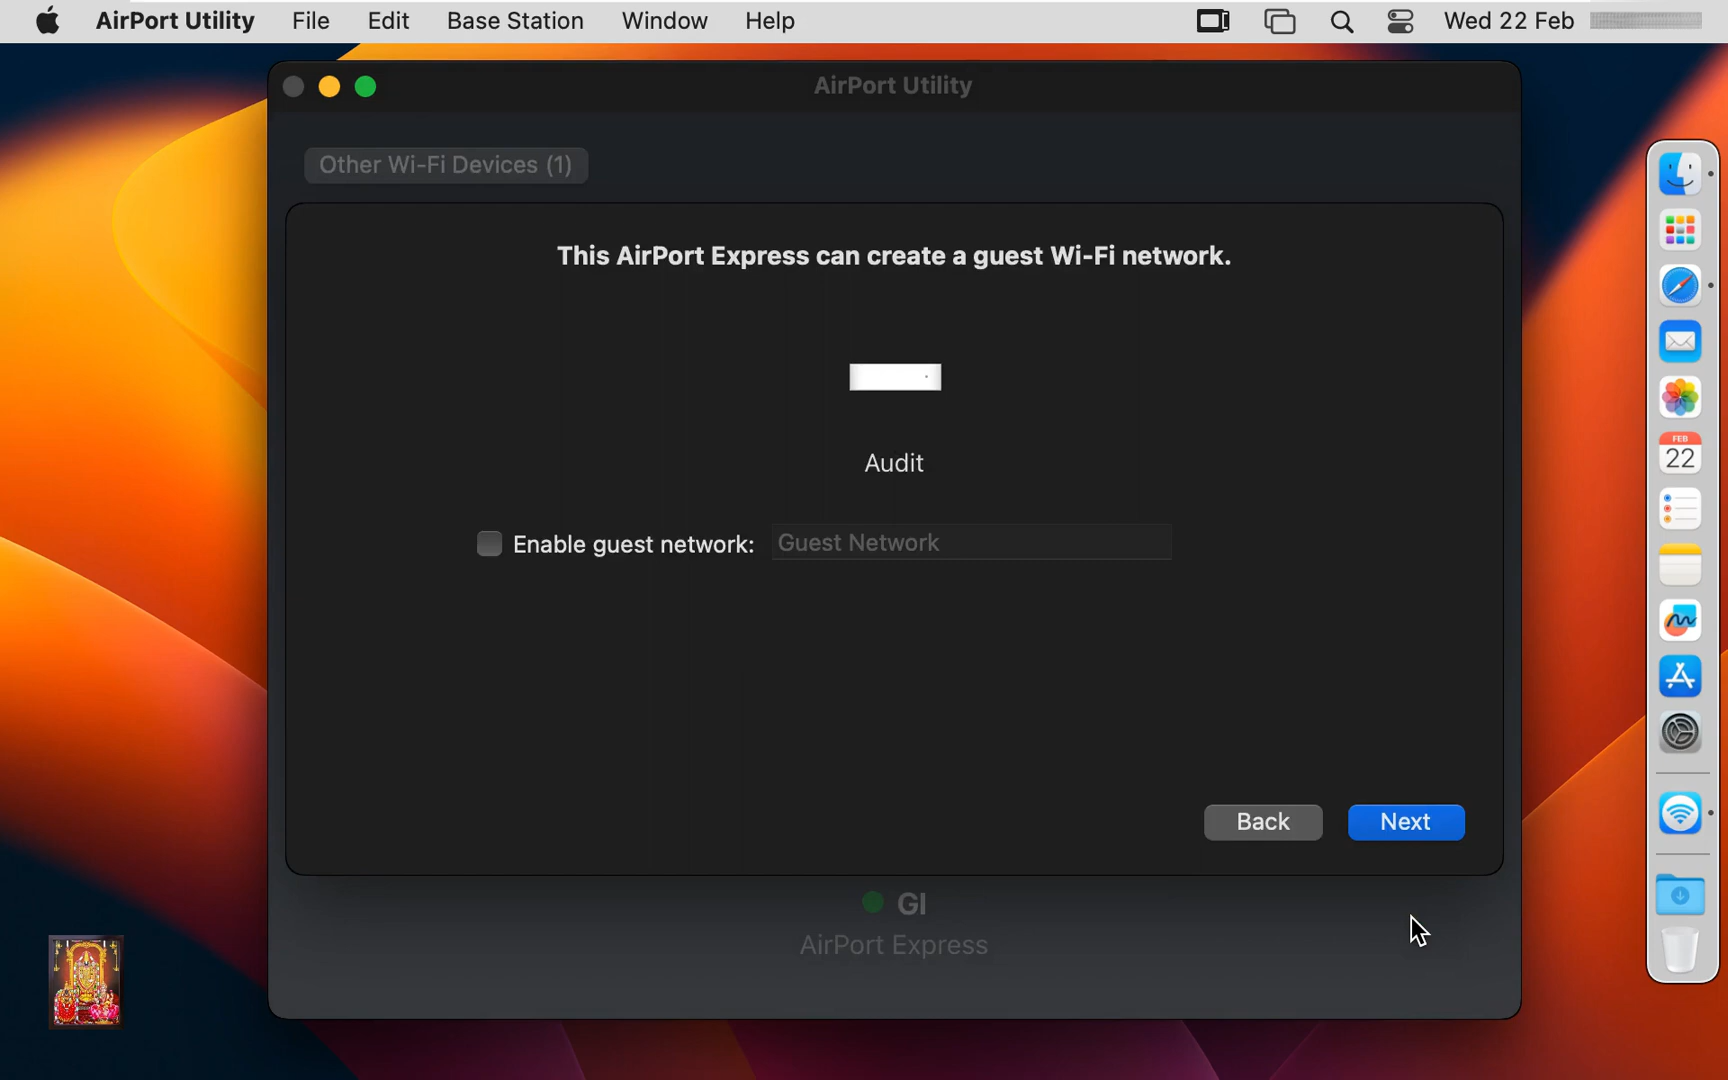 AirPort Utility File Edit Base Station Window Help Wed 22 Feb
AirPort Utility
Other Wi-Fi Devices (1)
This AirPort Express can create a guest Wi-Fi network.
Audit
Enable guest network: Guest Network
Back Next
GI
AirPort Express
FEB
22